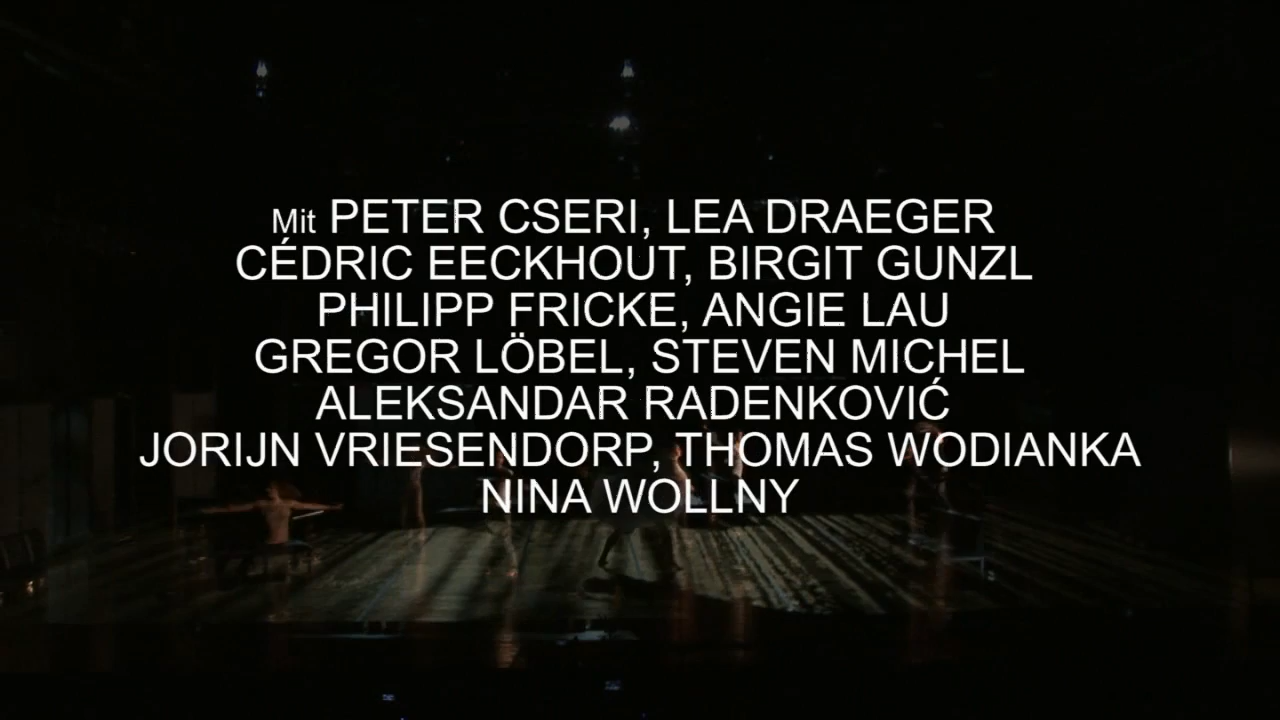 Mit PETER CSERI, LEA DRAEGER
CÉDRIC EECKHOUT, BIRGIT GUNZL
PHILIPP FRICKE, ANGIE LAU
GREGOR LÖBEL, STEVEN MICHEL
ALEKSANDAR RADENKOVIĆ
JORIJN VRIESENDORP, THOMAS WODIANKA
NINA WOLLNY